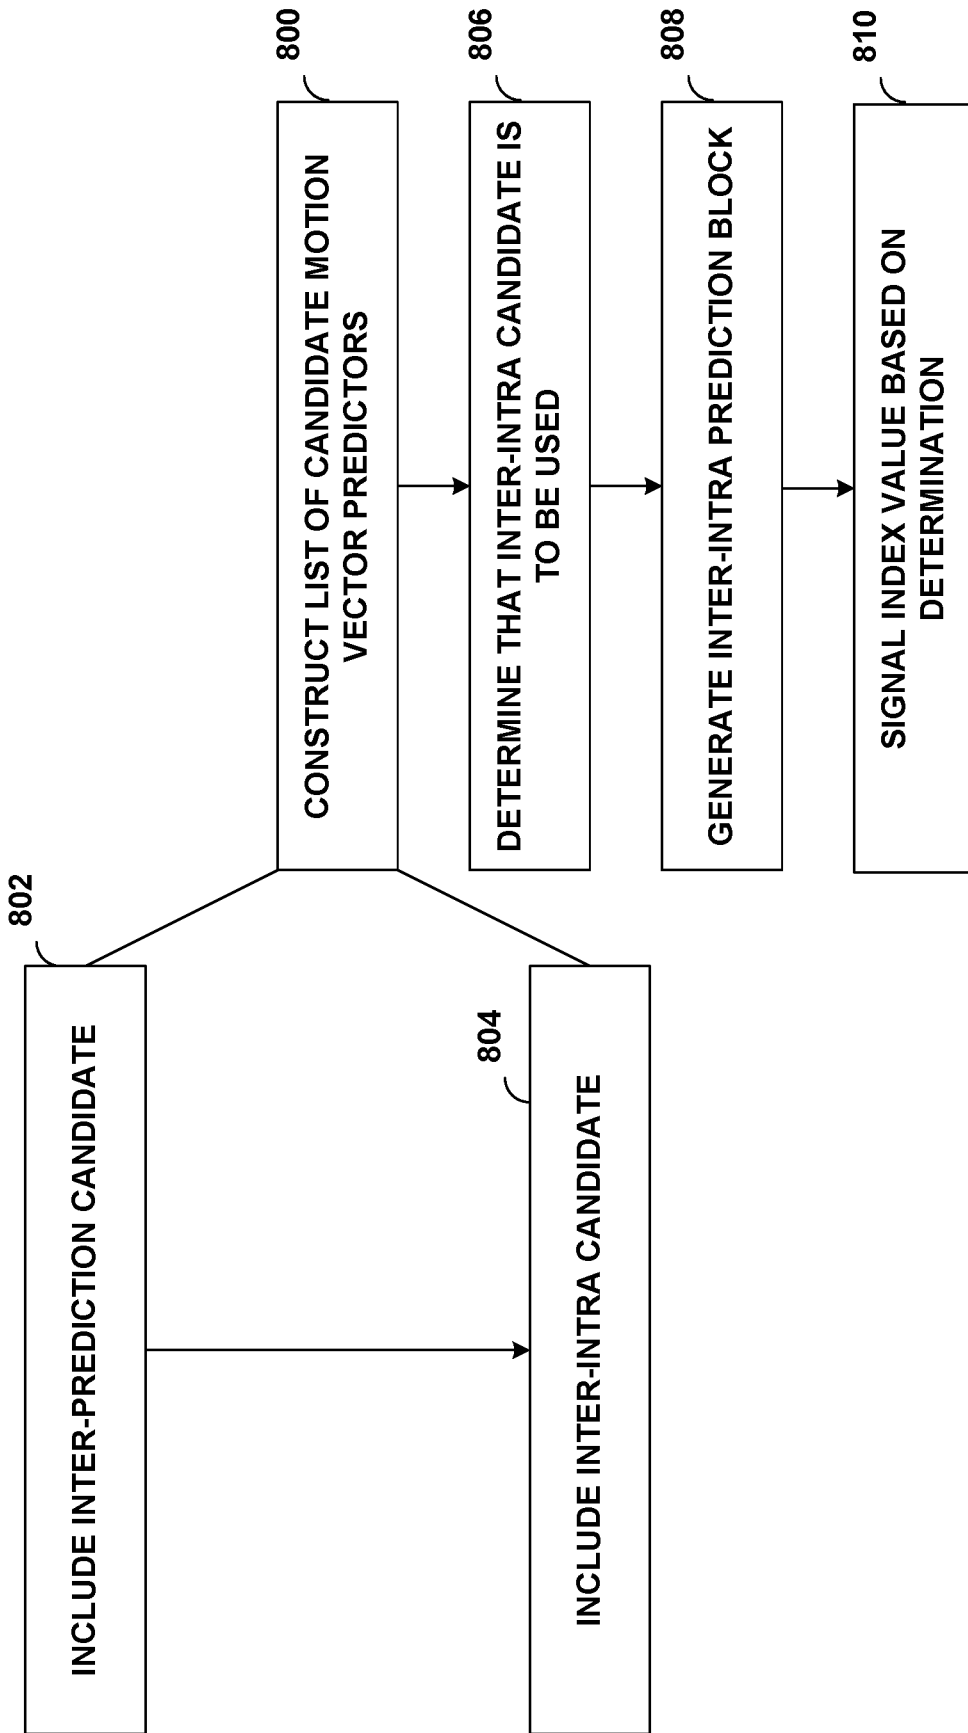 802
INCLUDE INTER-PREDICTION CANDIDATE
804
INCLUDE INTER-INTRA CANDIDATE
800
CONSTRUCT LIST OF CANDIDATE MOTION
VECTOR PREDICTORS
806
DETERMINE THAT INTER-INTRA CANDIDATE IS
TO BE USED
808
GENERATE INTER-INTRA PREDICTION BLOCK
810
SIGNAL INDEX VALUE BASED ON
DETERMINATION